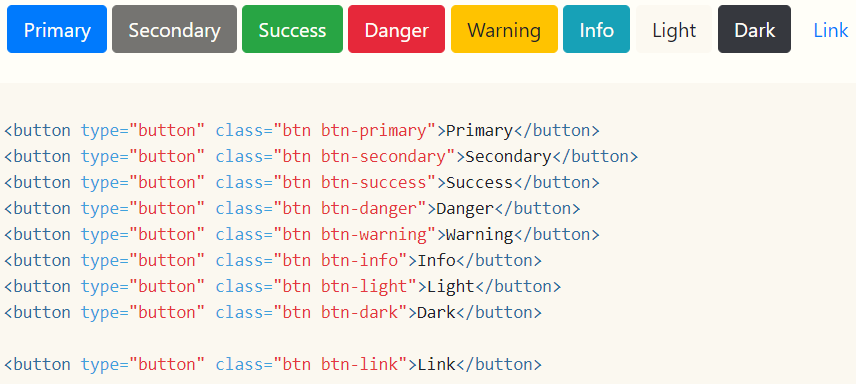 Primary Secondary Success Danger Warning Info Light Dark Link
<button type="button" class="btn btn-primary">Primary</button>
<button type="button" class="btn btn-secondary">Secondary</button>
<button type="button" class="btn btn-success">Success</button>
<button type="button" class="btn btn-danger">Danger</button>
<button type="button" class="btn btn-warning">Warning</button>
<button type="button" class="btn btn-info">Info</button>
<button type="button" class="btn btn-light">Light</button>
<button type="button" class="btn btn-dark">Dark</button>
<button type="button" class="btn btn-link">Link</button>